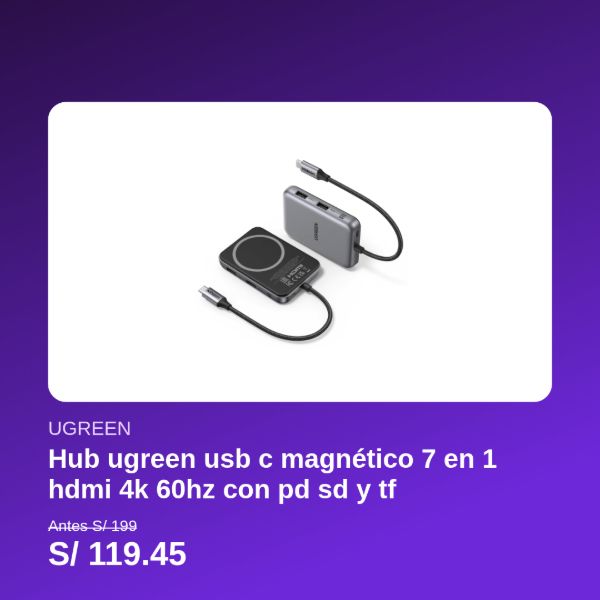 UGREEN
Hub ugreen usb c magnético 7 en 1
hdmi 4k 60hz con pd sd y tf
Antes S/ 199
S/ 119.45